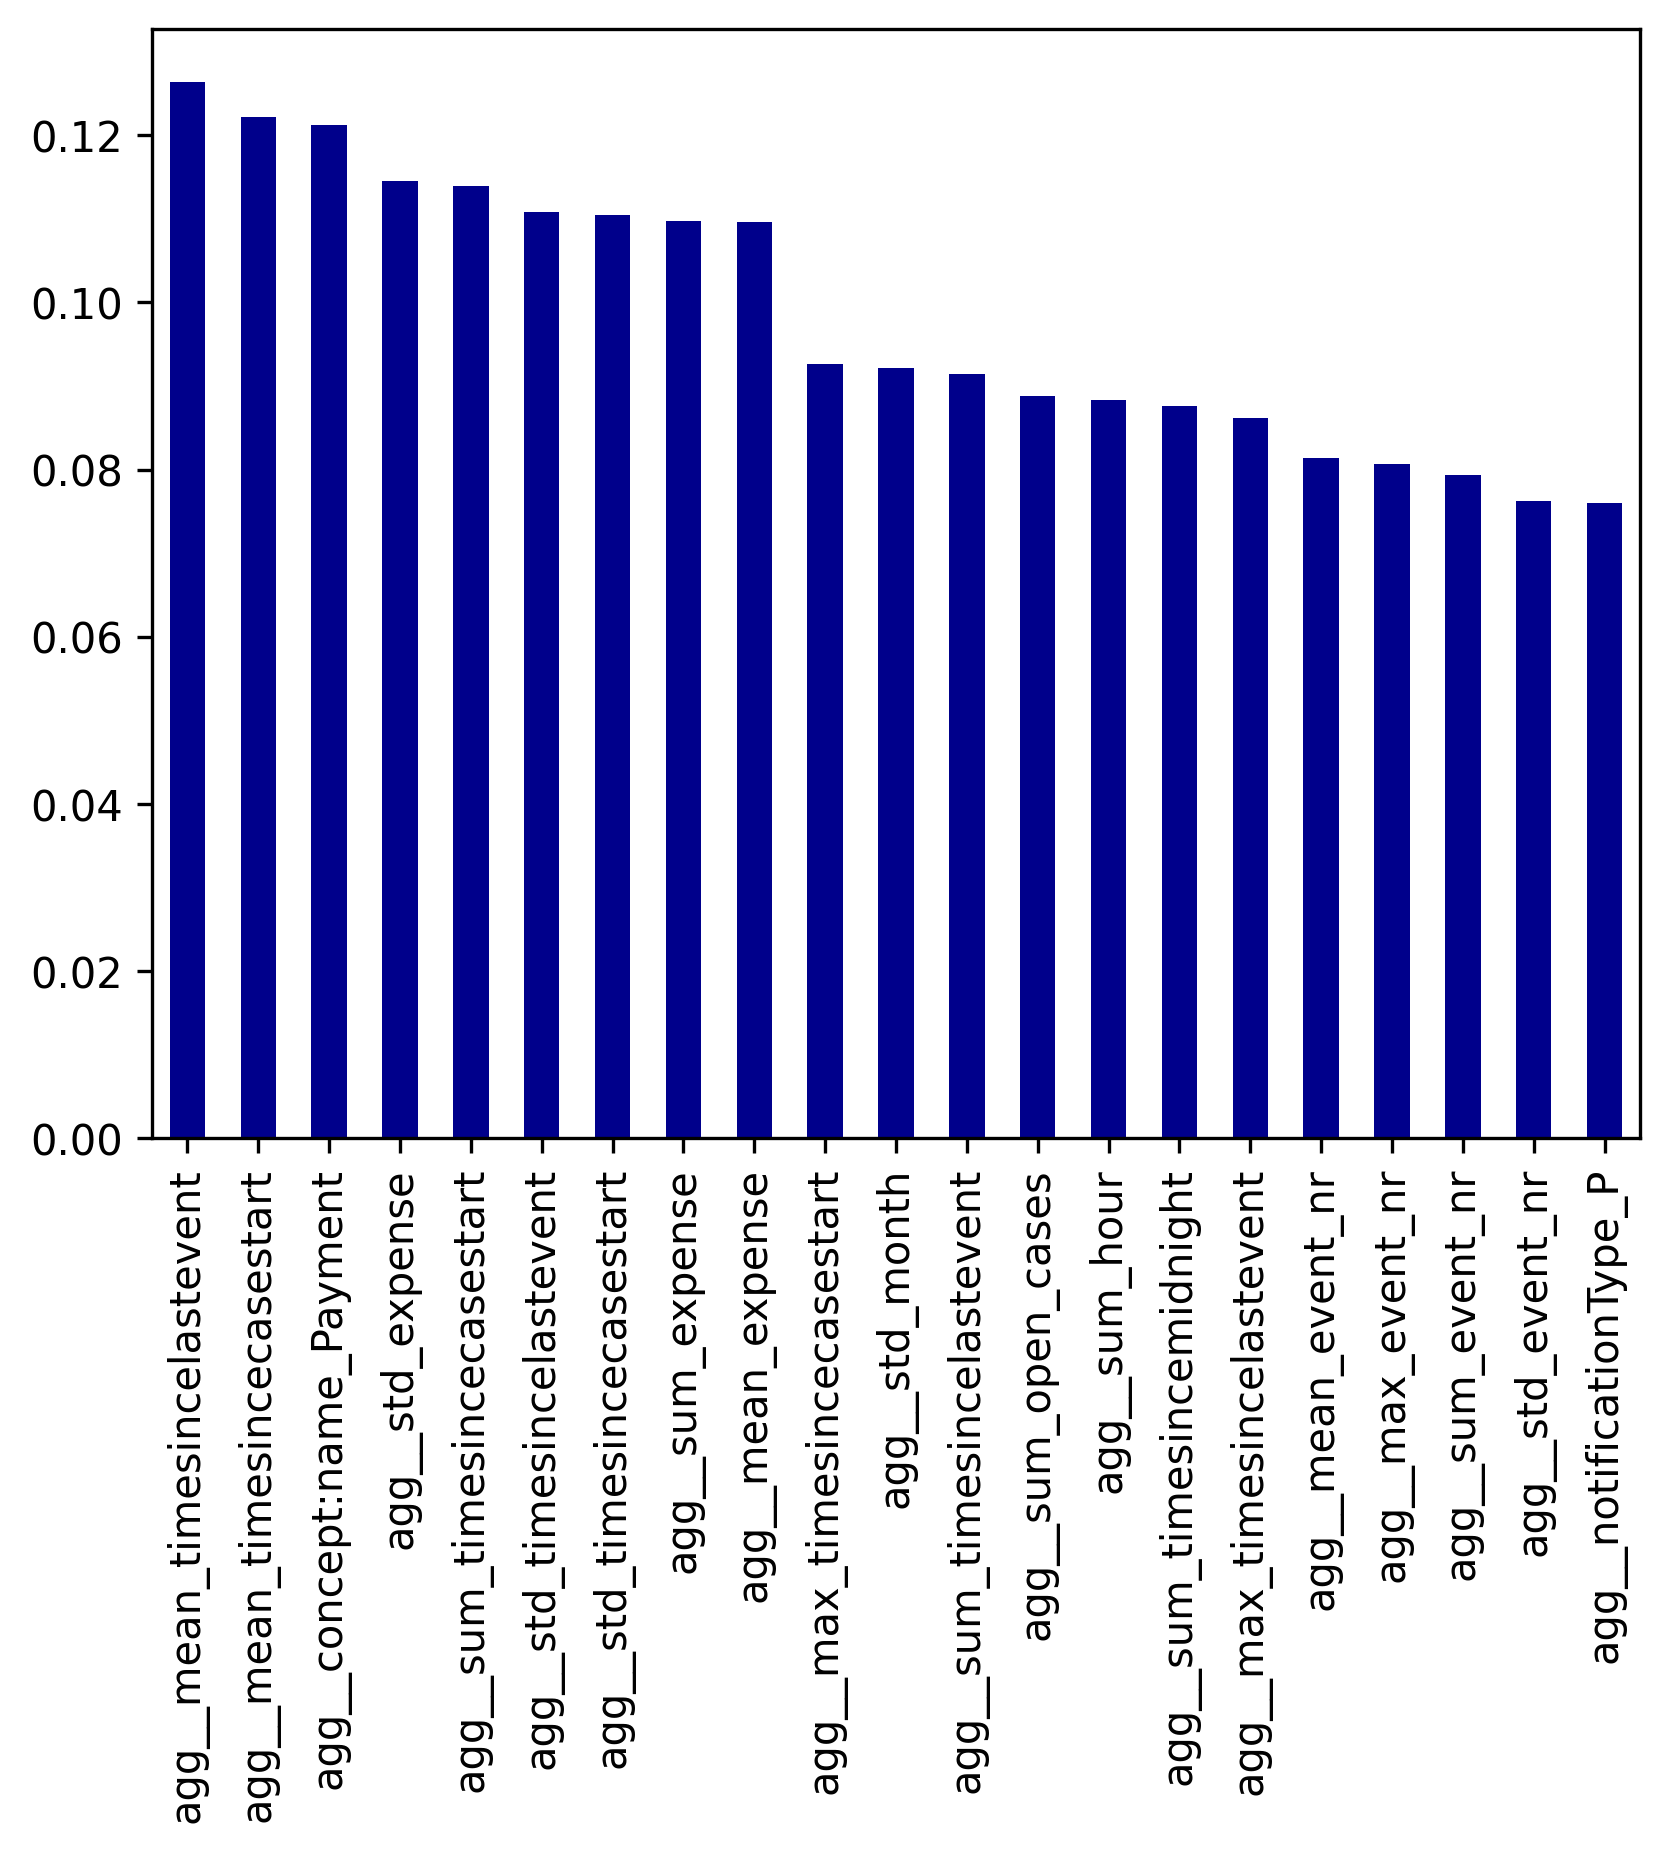 0.12
0.10
0.08
0.06
0.04
0.02
0.00
agg__mean_timesincelastevent
agg__mean_timesincecasestart
agg__concept:name_Payment
agg__std_expense
agg__sum_timesincecasestart
agg__std_timesincelastevent
agg__std_timesincecasestart
agg__sum_expense
agg__mean_expense
agg__max_timesincecasestart
agg__std_month
agg__sum_timesincelastevent
agg__sum_open_cases
agg__sum_hour
agg__sum_timesincemidnight
agg__max_timesincelastevent
agg__mean_event_nr
agg__max_event_nr
agg__sum_event_nr
agg__std_event_nr
agg__notificationType_P